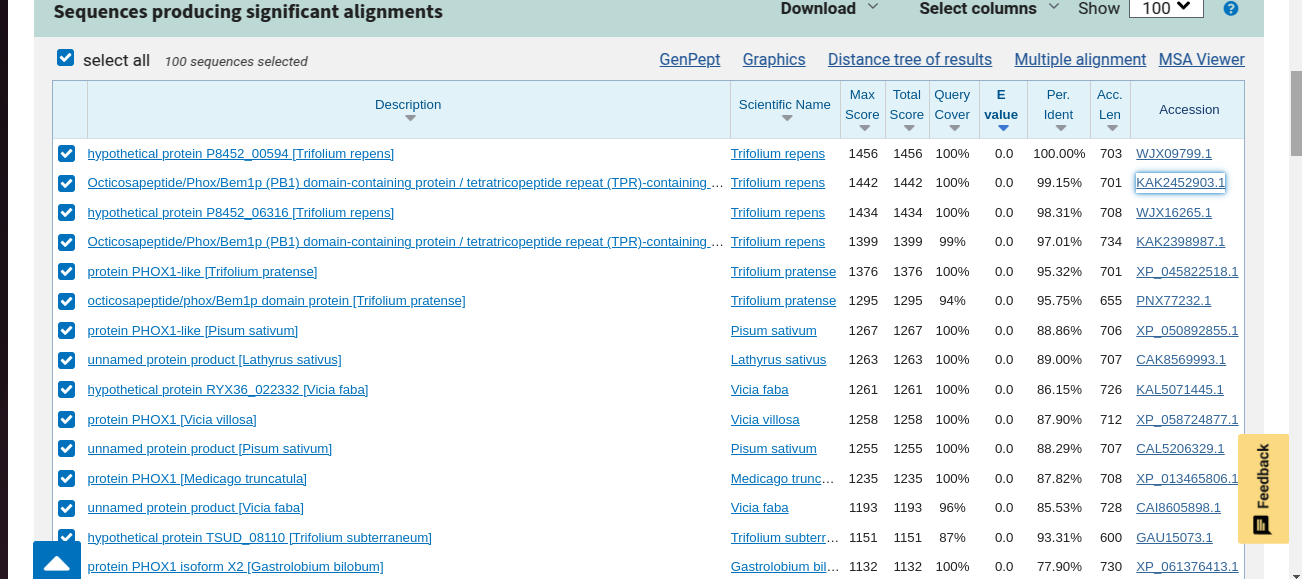 Sequences producing significant alignments Download Select columns Show 100 ?
select all 100 sequences selected GenPept Graphics Distance tree of results Multiple alignment MSA Viewer
Description Scientific Name Max Score Total Score Query Cover E value Per. Ident Acc. Len Accession
hypothetical protein P8452_00594 [Trifolium repens] Trifolium repens 1456 1456 100% 0.0 100.00% 703 WJX09799.1
Octicosapeptide/Phox/Bem1p (PB1) domain-containing protein / tetratricopeptide repeat (TPR)-containing ... Trifolium repens 1442 1442 100% 0.0 99.15% 701 KAK2452903.1
hypothetical protein P8452_06316 [Trifolium repens] Trifolium repens 1434 1434 100% 0.0 98.31% 708 WJX16265.1
Octicosapeptide/Phox/Bem1p (PB1) domain-containing protein / tetratricopeptide repeat (TPR)-containing ... Trifolium repens 1399 1399 99% 0.0 97.01% 734 KAK2398987.1
protein PHOX1-like [Trifolium pratense] Trifolium pratense 1376 1376 100% 0.0 95.32% 701 XP_045822518.1
octicosapeptide/phox/Bem1p domain protein [Trifolium pratense] Trifolium pratense 1295 1295 94% 0.0 95.75% 655 PNX77232.1
protein PHOX1-like [Pisum sativum] Pisum sativum 1267 1267 100% 0.0 88.86% 706 XP_050892855.1
unnamed protein product [Lathyrus sativus] Lathyrus sativus 1263 1263 100% 0.0 89.00% 707 CAK8569993.1
hypothetical protein RYX36_022332 [Vicia faba] Vicia faba 1261 1261 100% 0.0 86.15% 726 KAL5071445.1
protein PHOX1 [Vicia villosa] Vicia villosa 1258 1258 100% 0.0 87.90% 712 XP_058724877.1
unnamed protein product [Pisum sativum] Pisum sativum 1255 1255 100% 0.0 88.29% 707 CAL5206329.1
protein PHOX1 [Medicago truncatula] Medicago trunc... 1235 1235 100% 0.0 87.82% 708 XP_013465806.1
unnamed protein product [Vicia faba] Vicia faba 1193 1193 96% 0.0 85.53% 728 CAI8605898.1
hypothetical protein TSUD_08110 [Trifolium subterraneum] Trifolium subterr... 1151 1151 87% 0.0 93.31% 600 GAU15073.1
protein PHOX1 isoform X2 [Gastrolobium bilobum] Gastrolobium bil... 1132 1132 100% 0.0 77.90% 730 XP_061376413.1
Feedback